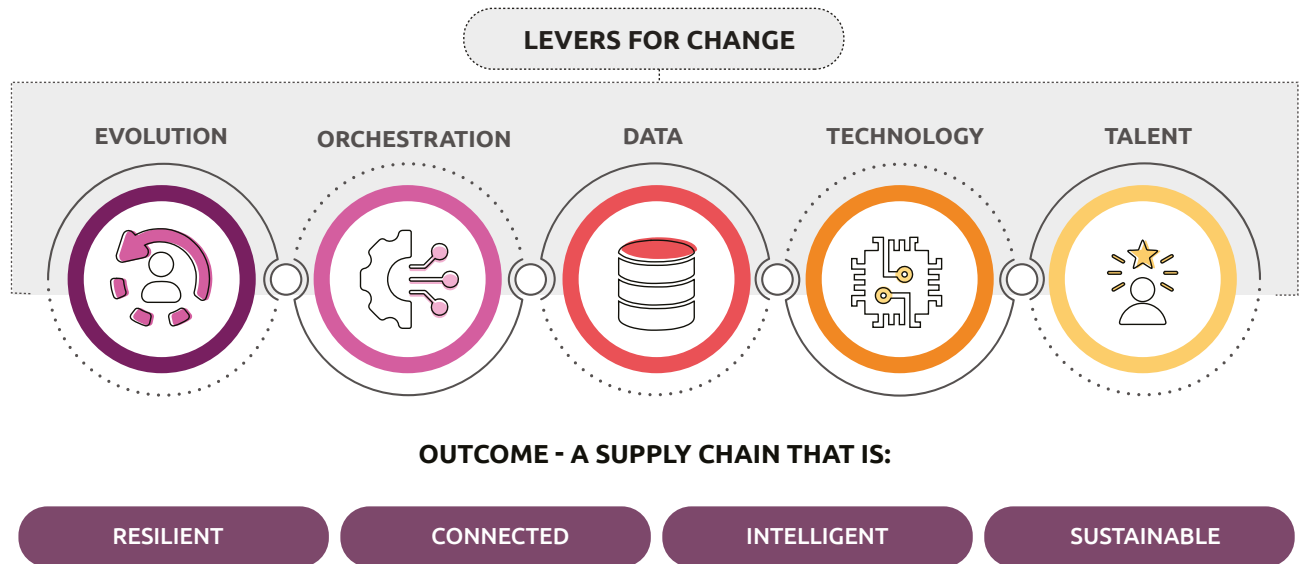 LEVERS FOR CHANGE
EVOLUTION
ORCHESTRATION
DATA
TECHNOLOGY
TALENT
OUTCOME - A SUPPLY CHAIN THAT IS:
RESILIENT
CONNECTED
INTELLIGENT
SUSTAINABLE